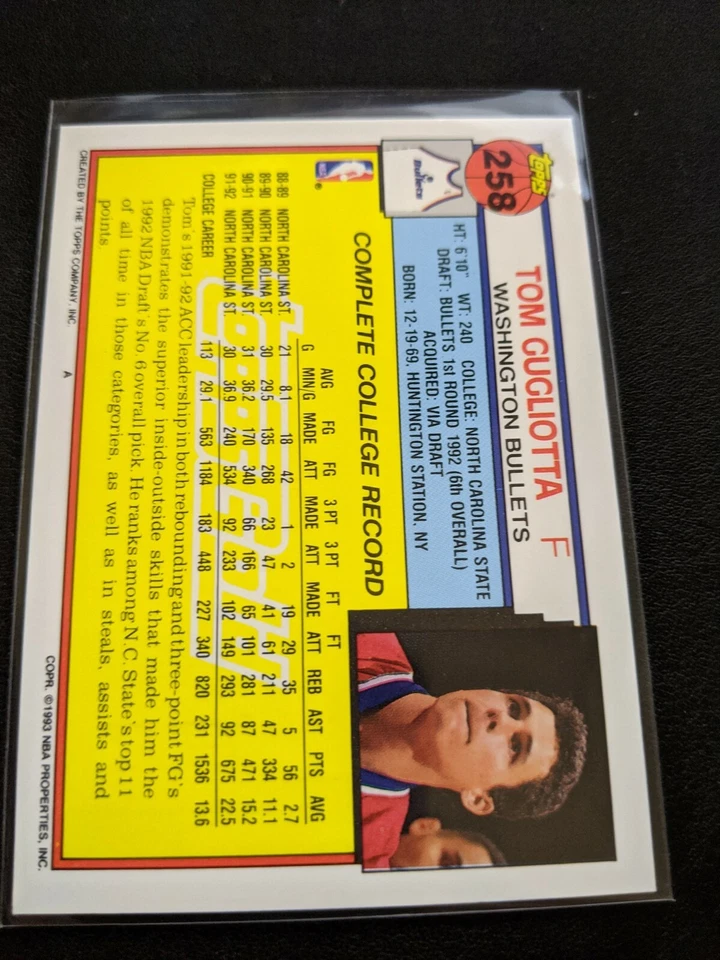 TOPPS
258
TOM GUGLIOTTA F
WASHINGTON BULLETS
bullets
HT: 6'10" WT: 240 COLLEGE: NORTH CAROLINA STATE
DRAFT: BULLETS 1st ROUND 1992 (6th OVERALL)
ACQUIRED: VIA DRAFT
BORN: 12-19-69, HUNTINGTON STATION, NY
COMPLETE COLLEGE RECORD
AVG FG FG 3 PT 3 PT FT FT
G MIN/G MADE ATT MADE ATT MADE ATT REB AST PTS AVG
88-89 NORTH CAROLINA ST. 21 8.1 18 42 1 2 19 29 35 5 56 2.7
89-90 NORTH CAROLINA ST. 30 29.5 135 268 23 47 41 61 211 47 334 11.1
90-91 NORTH CAROLINA ST. 31 36.2 170 340 66 166 65 101 281 87 471 15.2
91-92 NORTH CAROLINA ST. 30 36.9 240 534 92 233 102 149 293 92 675 22.5
COLLEGE CAREER 113 29.1 563 1184 183 448 227 340 820 231 1536 13.6
Tom's 1991-92 ACC leadership in both rebounding and three-point FG's
demonstrates the superior inside-outside skills that made him the
1992 NBA Draft's No. 6 overall pick. He ranks among N.C. State's top 11
of all time in those categories, as well as in steals, assists and
points.
CREATED BY THE TOPPS COMPANY, INC. A COPR. ©1993 NBA PROPERTIES, INC.